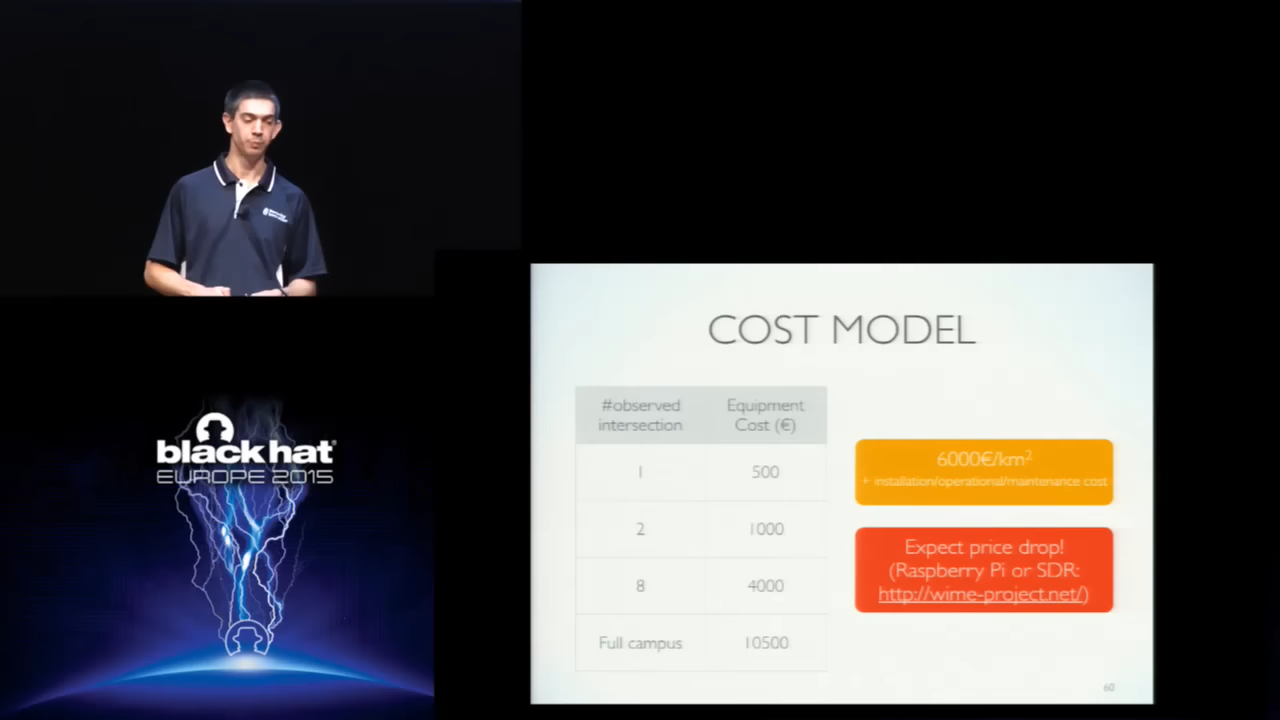 black hat
EUROPE 2015
COST MODEL
#observed intersection
Equipment Cost (€)
1
500
2
1000
8
4000
Full campus
10500
6000€/km²
+ installation/operational/maintenance cost
Expect price drop!
(Raspberry Pi or SDR:
http://wime-project.net/)
60